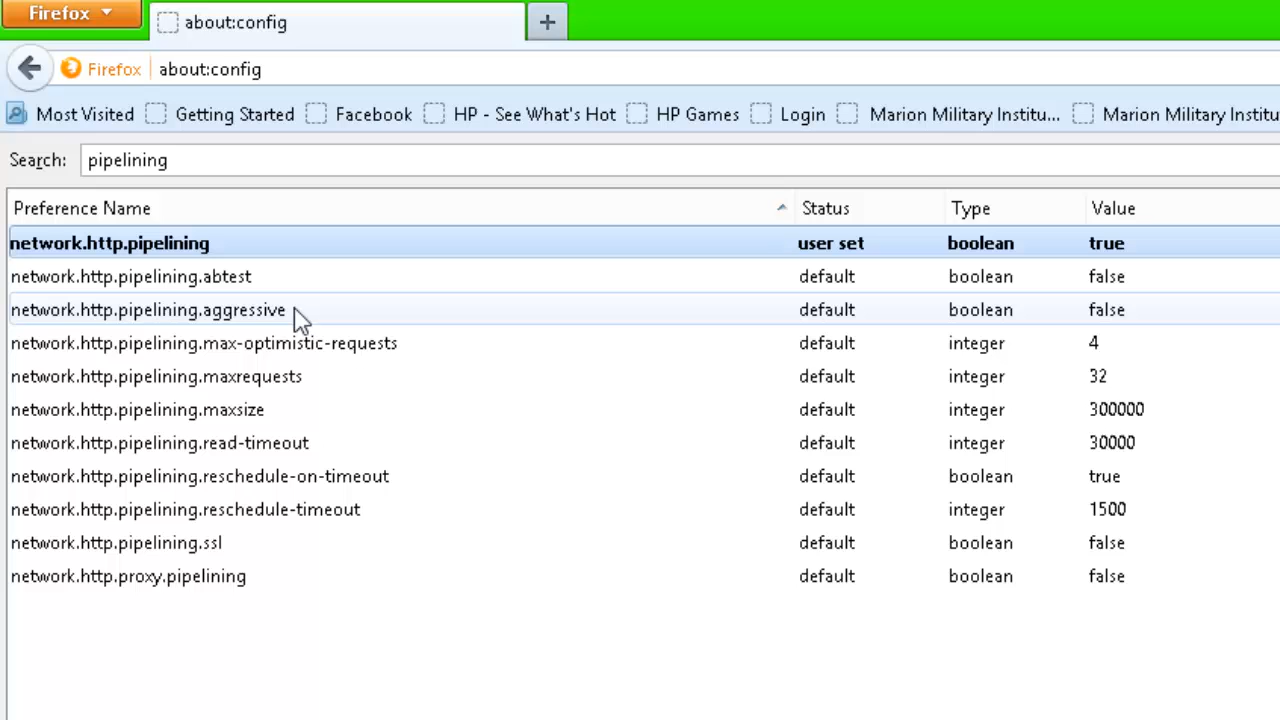 Firefox
about:config
Firefox about:config
Most Visited Getting Started Facebook HP - See What's Hot HP Games Login Marion Military Institu... Marion Military Institu
Search: pipelining
Preference Name Status Type Value
network.http.pipelining user set boolean true
network.http.pipelining.abtest default boolean false
network.http.pipelining.aggressive default boolean false
network.http.pipelining.max-optimistic-requests default integer 4
network.http.pipelining.maxrequests default integer 32
network.http.pipelining.maxsize default integer 300000
network.http.pipelining.read-timeout default integer 30000
network.http.pipelining.reschedule-on-timeout default boolean true
network.http.pipelining.reschedule-timeout default integer 1500
network.http.pipelining.ssl default boolean false
network.http.proxy.pipelining default boolean false